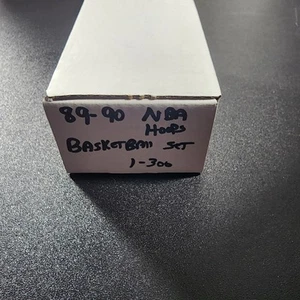 89-90 NBA
HOOPS
BASKETBALL SET
1-300